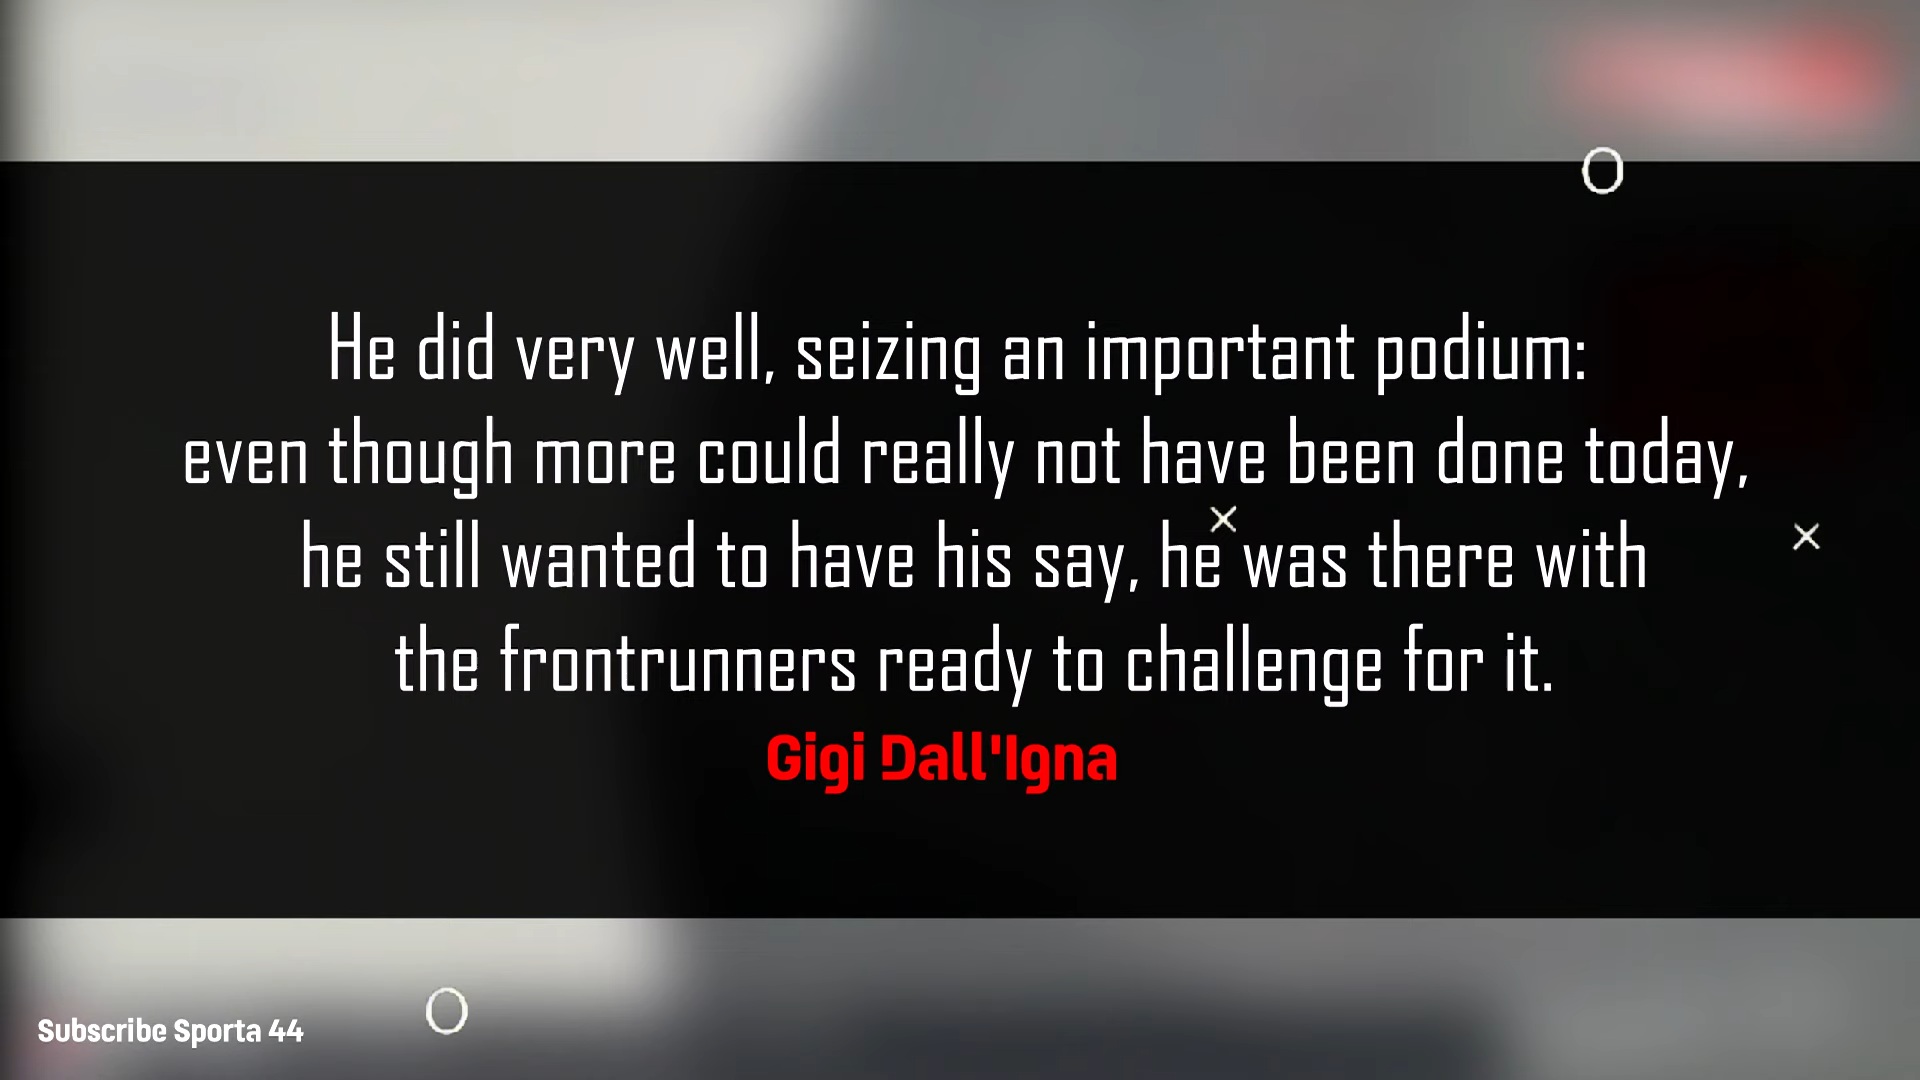 He did very well, seizing an important podium:
even though more could really not have been done today,
he still wanted to have his say, he was there with
the frontrunners ready to challenge for it.
Gigi Dall'Igna
Subscribe Sporta 44